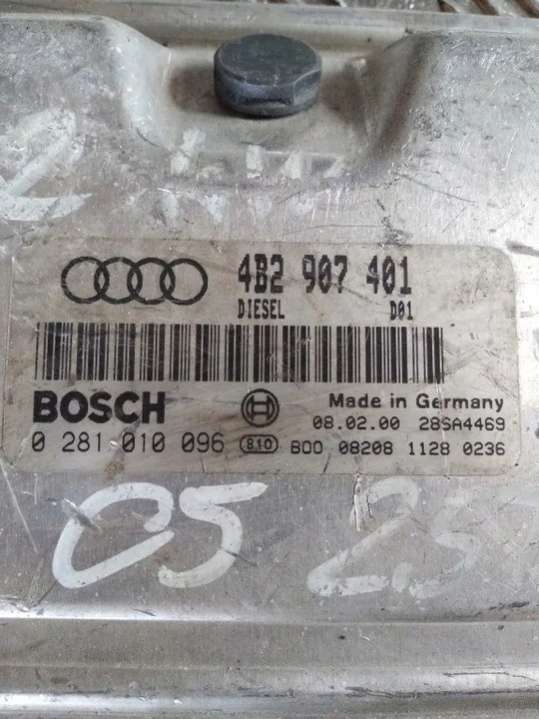 4B2 907 401
DIESEL D01
BOSCH
Made in Germany
08.02.00 28SA4469
0 281 010 096 810 B00 08208 1128 0236
C5 2.5